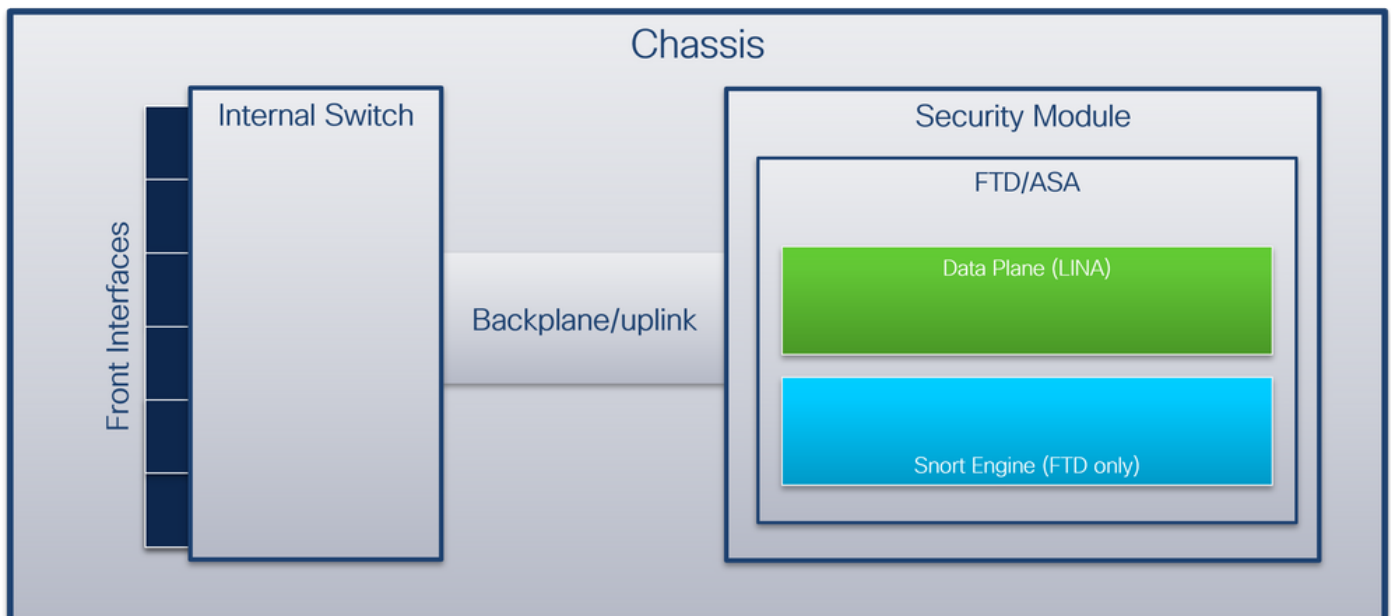 Chassis
Internal Switch
Front Interfaces
Backplane/uplink
Security Module
FTD/ASA
Data Plane (LINA)
Snort Engine (FTD only)